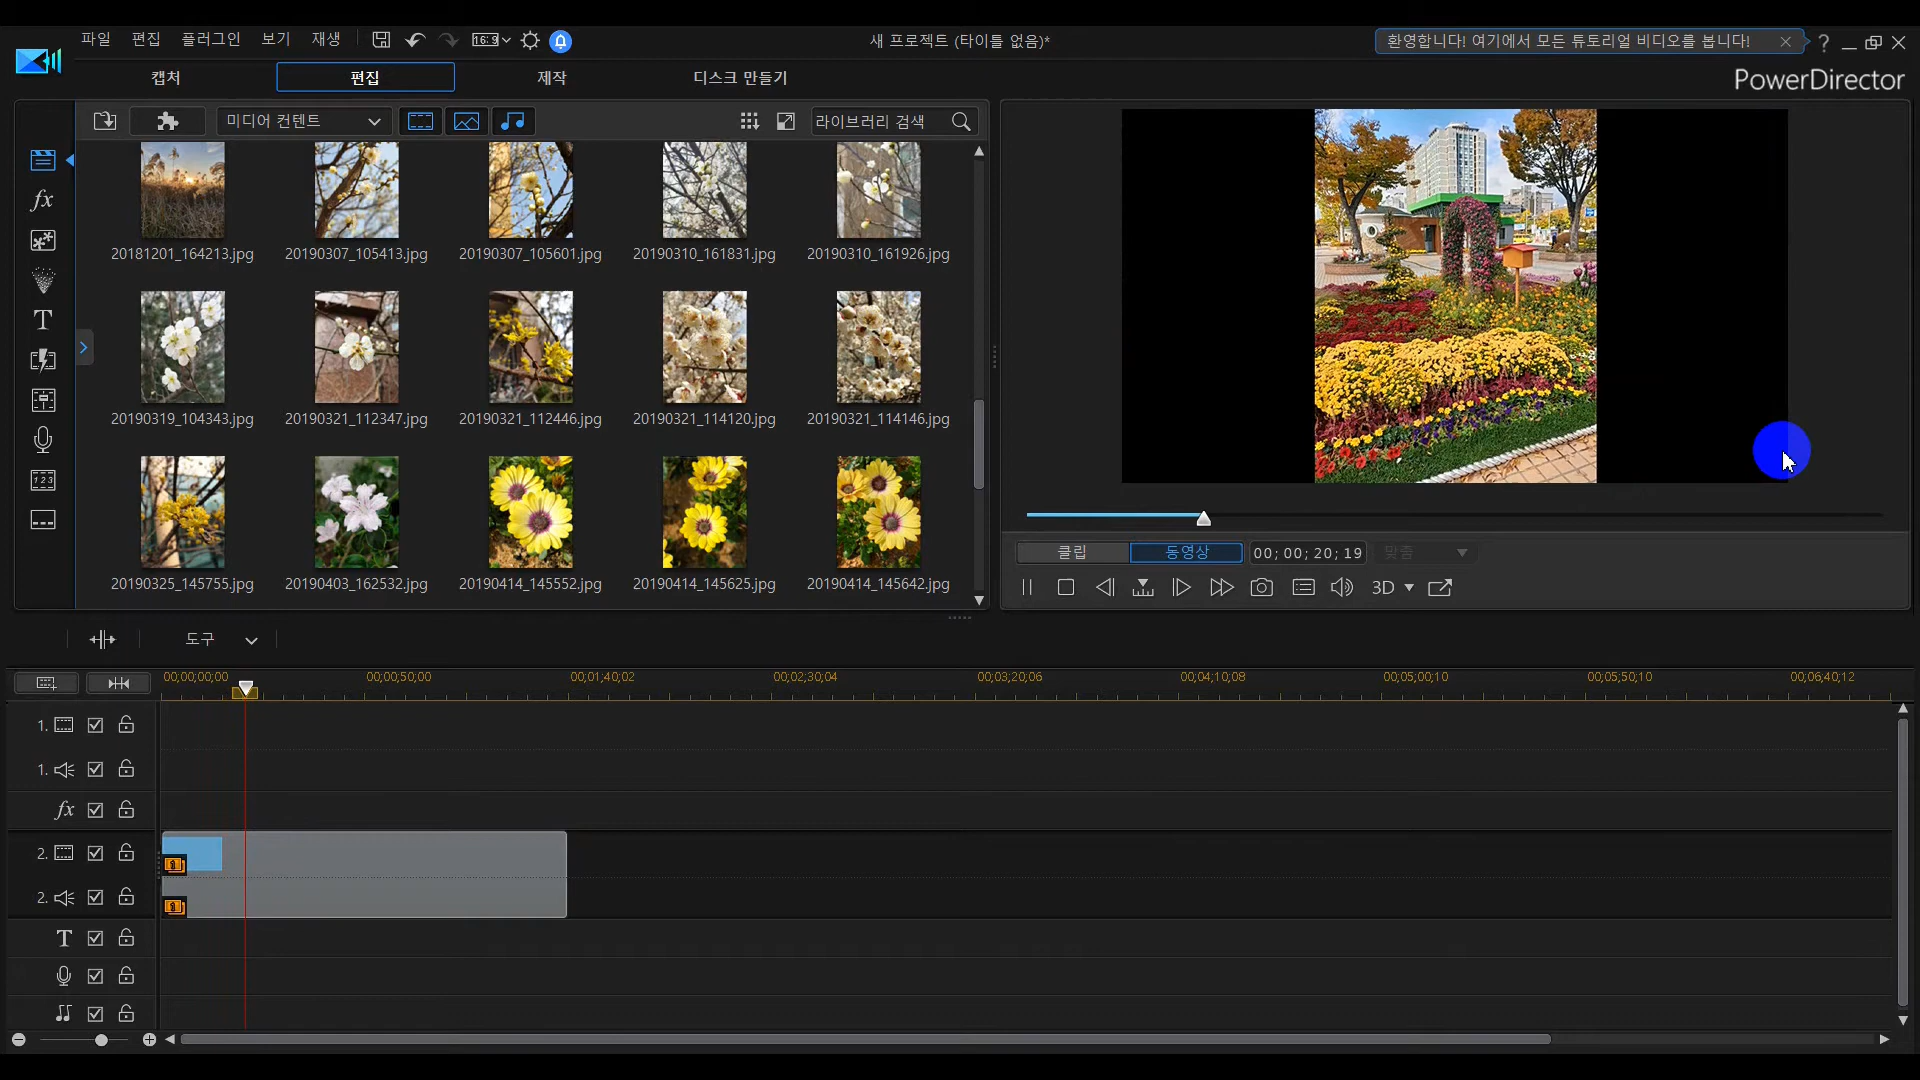 파일 편집 플러그인 보기 재생 16:9 새 프로젝트 (타이틀 없음)* 환영합니다! 여기에서 모든 튜토리얼 비디오를 봅니다! ?
캡처 편집 제작 디스크 만들기 PowerDirector
미디어 컨텐트 라이브러리 검색
20181201_164213.jpg 20190307_105413.jpg 20190307_105601.jpg 20190310_161831.jpg 20190310_161926.jpg
20190319_104343.jpg 20190321_112347.jpg 20190321_112446.jpg 20190321_114120.jpg 20190321_114146.jpg
20190325_145755.jpg 20190403_162532.jpg 20190414_145552.jpg 20190414_145625.jpg 20190414_145642.jpg
클립 동영상 00;00;20;19 맞춤
3D
도구
00;00;00;00 00;00;50;00 00;01;40;02 00;02;30;04 00;03;20;06 00;04;10;08 00;05;00;10 00;05;50;10 00;06;40;12
1.
1.
fx
2.
2.
T